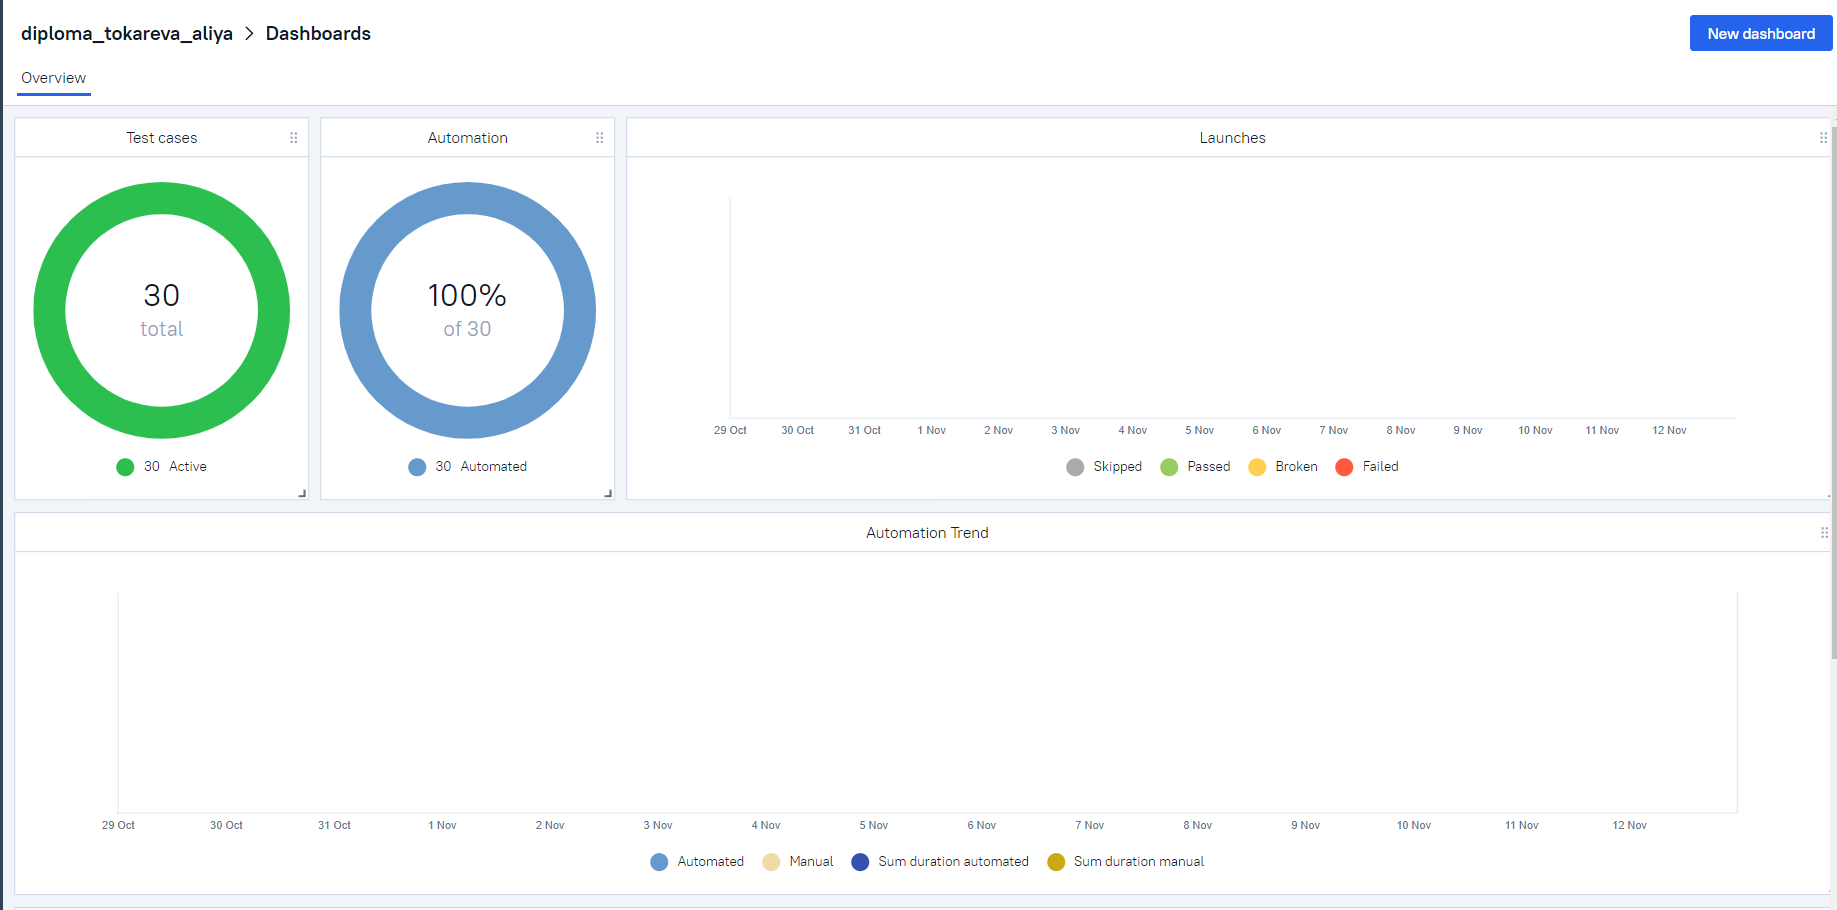 diploma_tokareva_aliya > Dashboards
New dashboard
Overview
Test cases
30
total
30 Active
Automation
100%
of 30
30 Automated
Launches
29 Oct 30 Oct 31 Oct 1 Nov 2 Nov 3 Nov 4 Nov 5 Nov 6 Nov 7 Nov 8 Nov 9 Nov 10 Nov 11 Nov 12 Nov
Skipped Passed Broken Failed
Automation Trend
29 Oct 30 Oct 31 Oct 1 Nov 2 Nov 3 Nov 4 Nov 5 Nov 6 Nov 7 Nov 8 Nov 9 Nov 10 Nov 11 Nov 12 Nov
Automated Manual Sum duration automated Sum duration manual